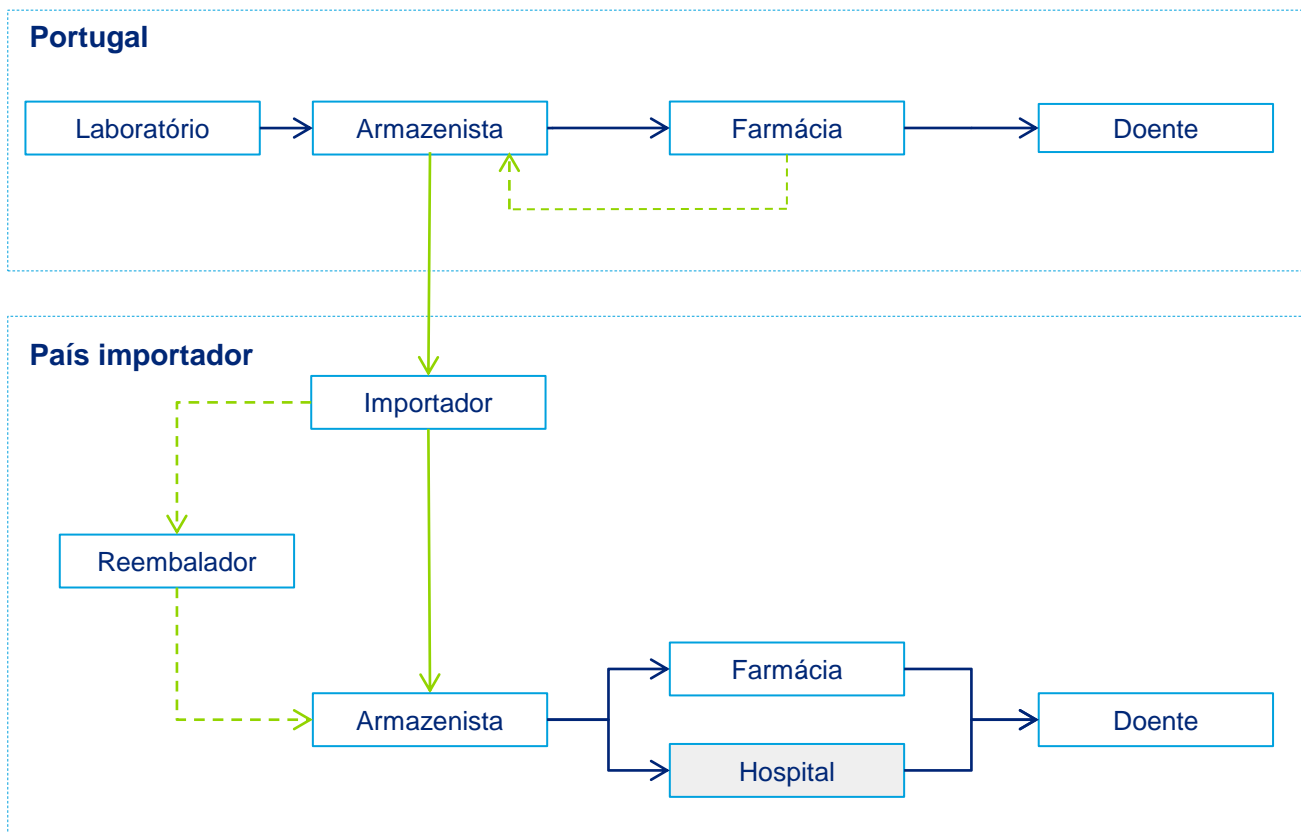 Portugal
Laboratório
Armazenista
Farmácia
Doente
País importador
Importador
Reembalador
Farmácia
Armazenista
Doente
Hospital